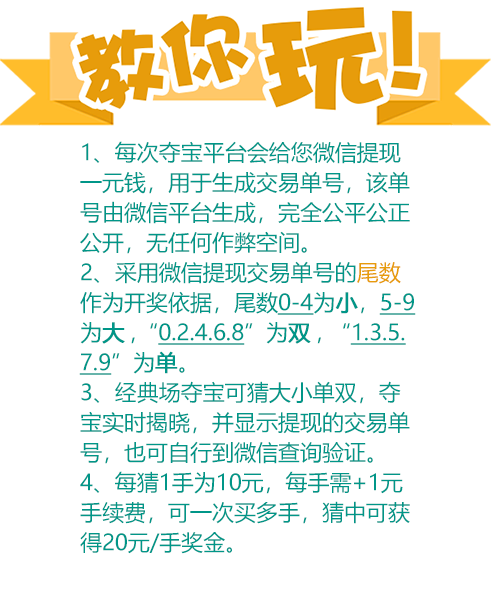 教你玩!
1、每次夺宝平台会给您微信提现
一元钱，用于生成交易单号，该单
号由微信平台生成，完全公平公正
公开，无任何作弊空间。
2、采用微信提现交易单号的尾数
作为开奖依据，尾数0-4为小，5-9
为大，“0.2.4.6.8”为双，“1.3.5.
7.9”为单。
3、经典场夺宝可猜大小单双，夺
宝实时揭晓，并显示提现的交易单
号，也可自行到微信查询验证。
4、每猜1手为10元，每手需+1元
手续费，可一次买多手，猜中可获
得20元/手奖金。